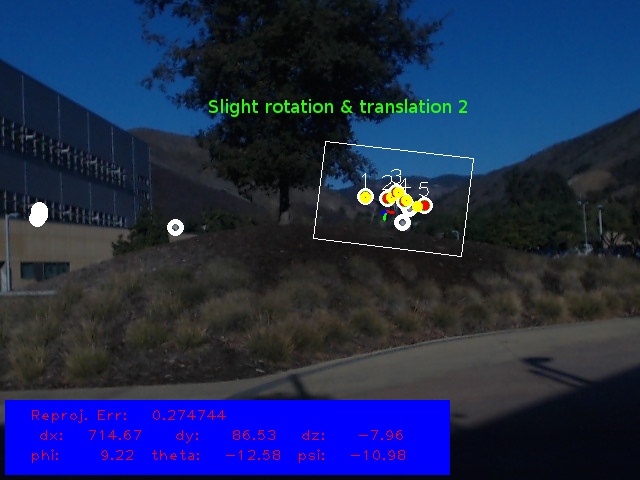 Slight rotation & translation 2
1 2 3 4 5
Reproj. Err: 0.274744
dx: 714.67 dy: 86.53 dz: −7.96
phi: 9.22 theta: −12.58 psi: −10.98